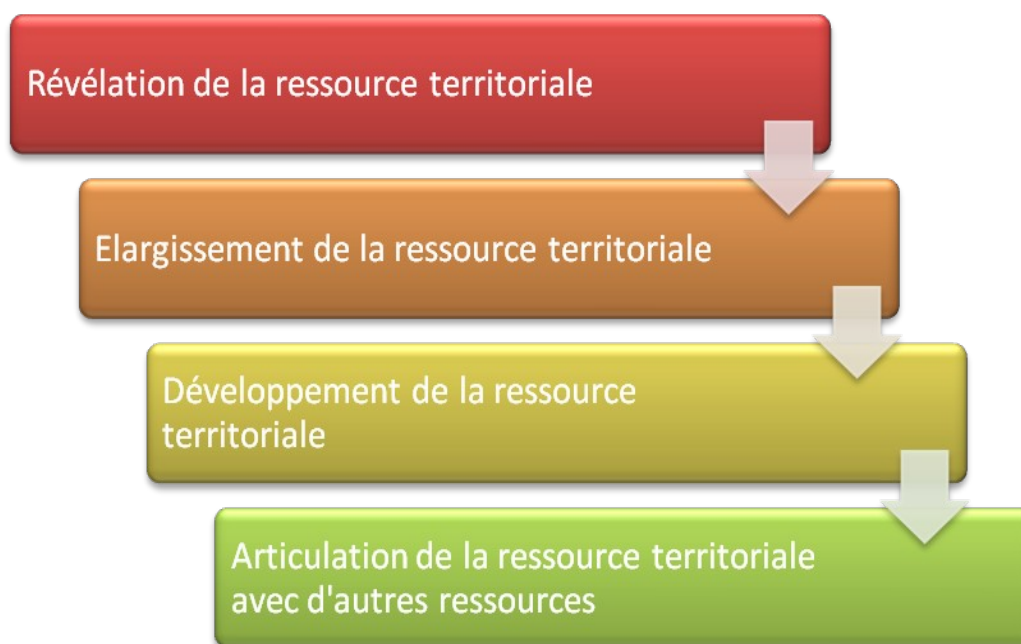 Révélation de la ressource territoriale
Elargissement de la ressource territoriale
Développement de la ressource
territoriale
Articulation de la ressource territoriale
avec d'autres ressources